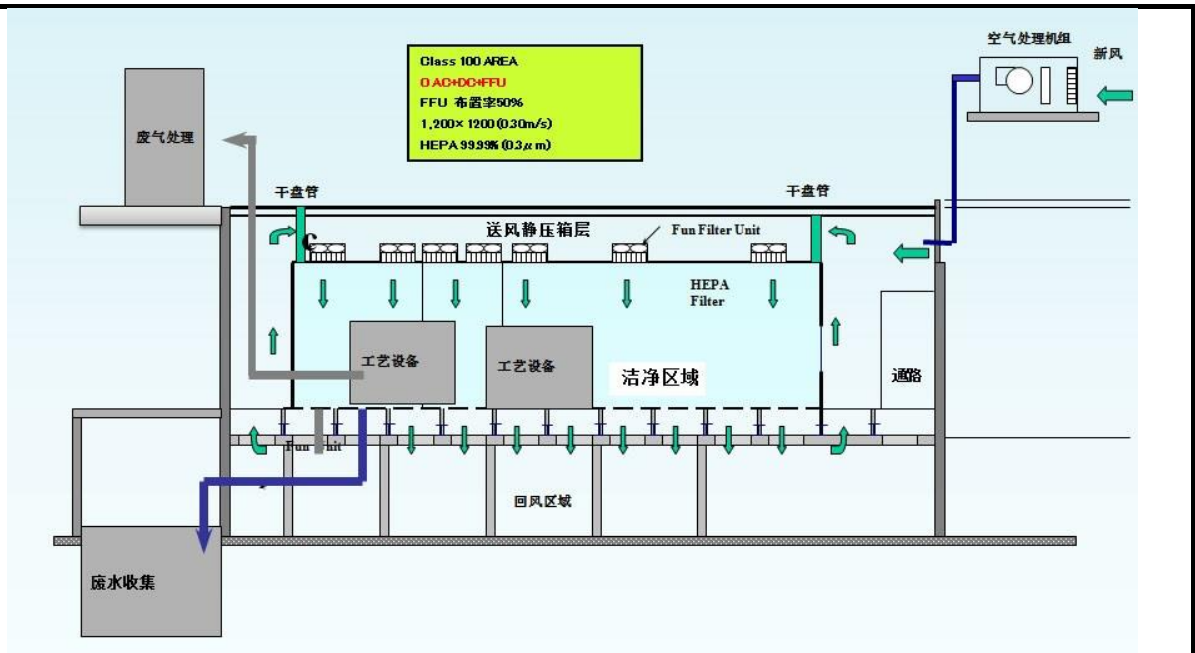 空气处理机组
新风
Class 100 AREA
OAC+DC+FFU
FFU 布置率50%
1,200×1200(0.30m/s)
HEPA 99.99% (0.3μm)
废气处理
干盘管
干盘管
送风静压箱层
Fun Filter Unit
HEPA
Filter
工艺设备
工艺设备
洁净区域
通路
回风区域
废水收集